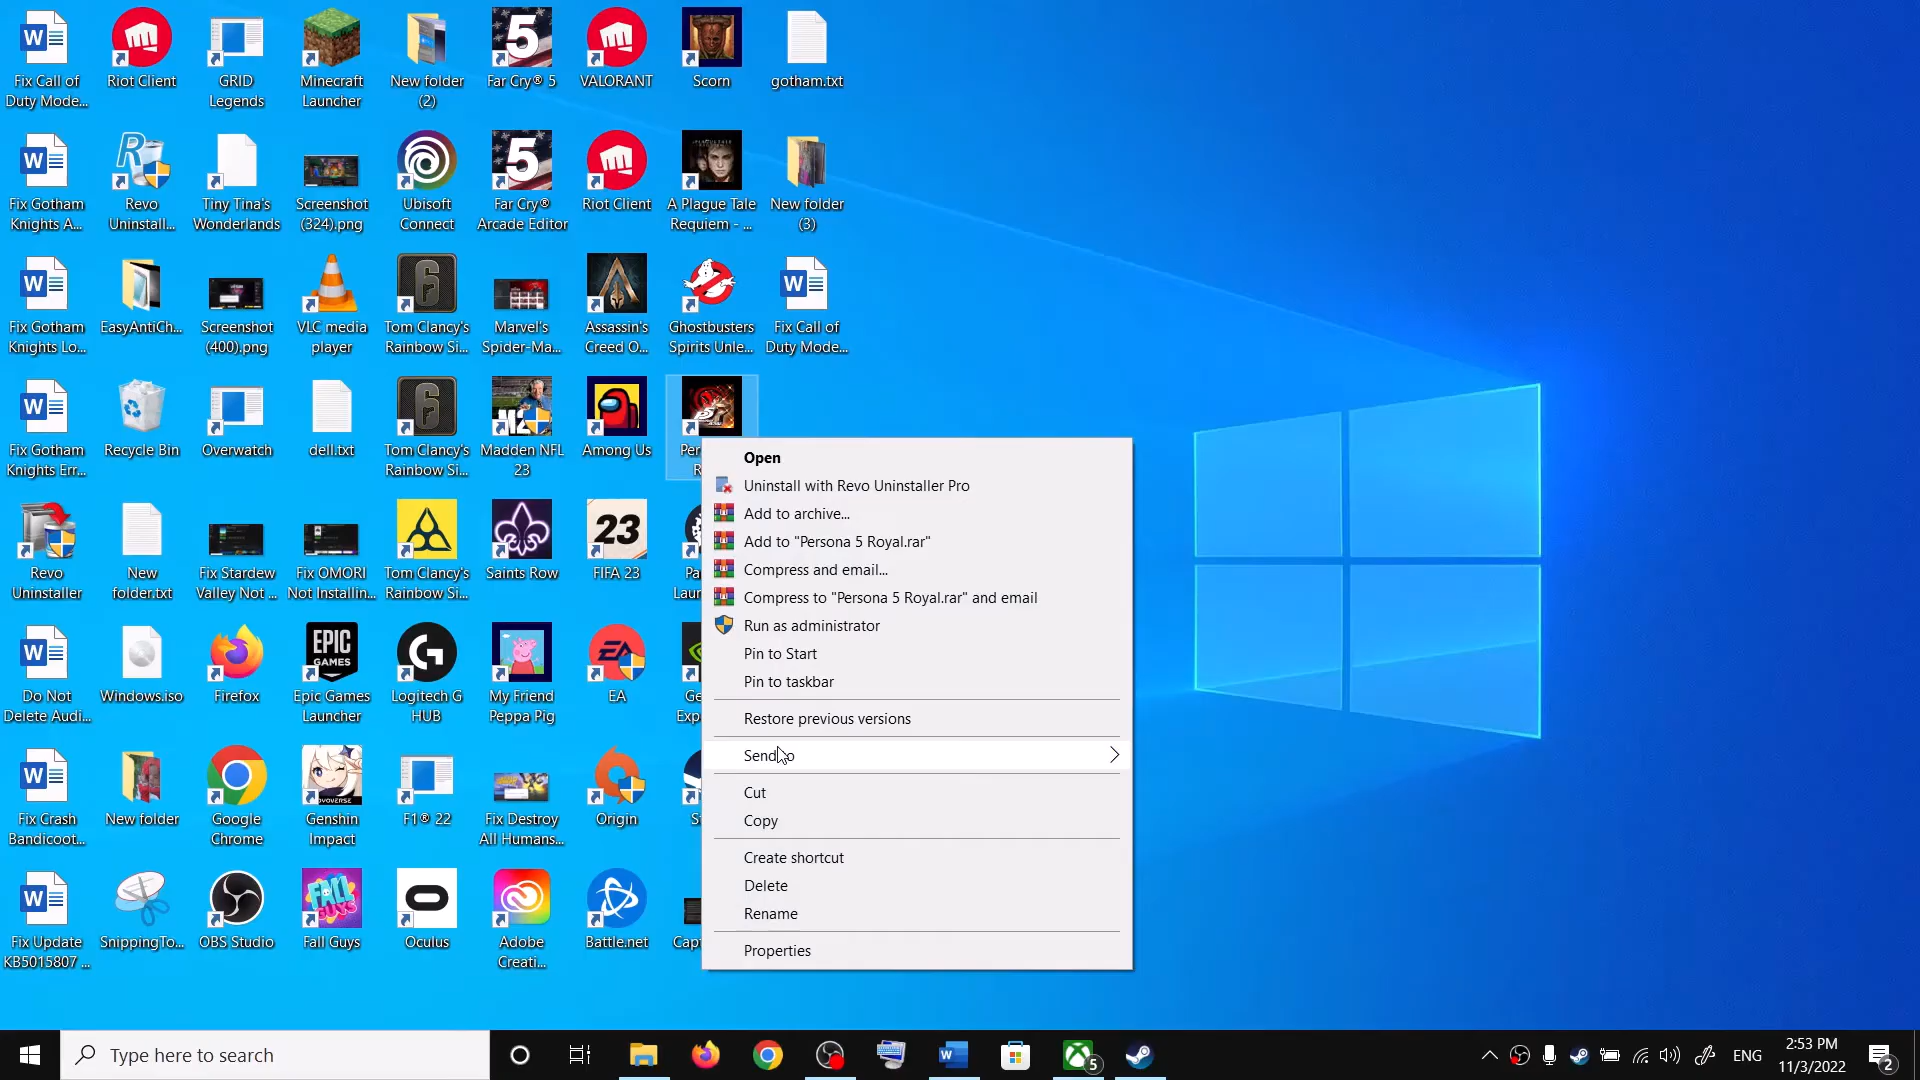 Fix Call of
Duty Mode...
Riot Client
GRID
Legends
Minecraft
Launcher
New folder
(2)
Far Cry® 5
VALORANT
Scorn
gotham.txt
Fix Gotham
Knights A...
Revo
Uninstall...
Tiny Tina's
Wonderlands
Screenshot
(324).png
Ubisoft
Connect
Far Cry®
Arcade Editor
Riot Client
A Plague Tale
Requiem - ...
New folder
(3)
Fix Gotham
Knights Lo...
EasyAntiCh...
Screenshot
(400).png
VLC media
player
Tom Clancy's
Rainbow Si...
Marvel's
Spider-Ma...
Assassin's
Creed O...
Ghostbusters
Spirits Unle...
Fix Call of
Duty Mode...
Fix Gotham
Knights Err...
Recycle Bin
Overwatch
dell.txt
Tom Clancy's
Rainbow Si...
Madden NFL
23
Among Us
Revo
Uninstaller
New
folder.txt
Fix Stardew
Valley Not ...
Fix OMORI
Not Installin...
Tom Clancy's
Rainbow Si...
Saints Row
23
FIFA 23
Do Not
Delete Audi...
Windows.iso
Firefox
EPIC
GAMES
Epic Games
Launcher
Logitech G
HUB
My Friend
Peppa Pig
EA
Fix Crash
Bandicoot...
New folder
Google
Chrome
Genshin
Impact
F1® 22
Fix Destroy
All Humans...
Origin
Fix Update
KB5015807 ...
SnippingTo...
OBS Studio
FALL
GUYS
Fall Guys
Oculus
Adobe
Creati...
Battle.net
Open
Uninstall with Revo Uninstaller Pro
Add to archive...
Add to "Persona 5 Royal.rar"
Compress and email...
Compress to "Persona 5 Royal.rar" and email
Run as administrator
Pin to Start
Pin to taskbar
Restore previous versions
Send to
Cut
Copy
Create shortcut
Delete
Rename
Properties
Type here to search
5
ENG
2:53 PM
11/3/2022
2